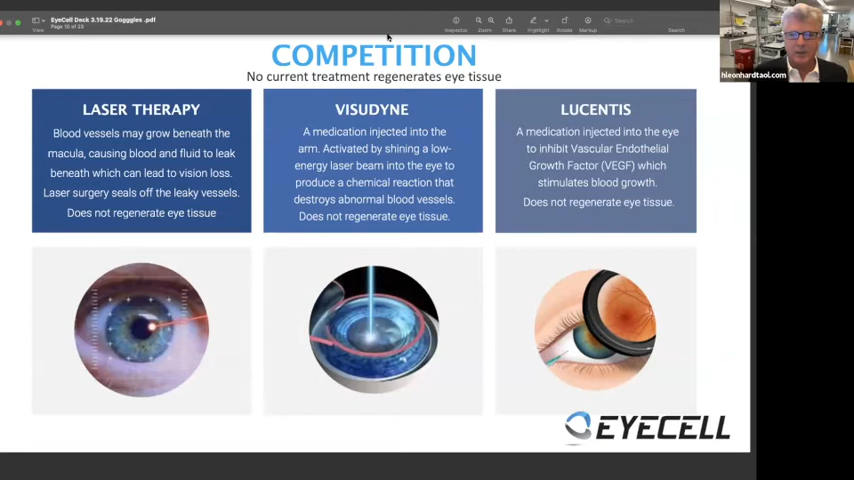 EyeCell Deck 3.19.22 Gogggles .pdf
Page 10 of 23
View
Inspector
Zoom
Share
Highlight
Rotate
Markup
Search
Search
hleonhardtaol.com
COMPETITION
No current treatment regenerates eye tissue
LASER THERAPY
Blood vessels may grow beneath the
macula, causing blood and fluid to leak
beneath which can lead to vision loss.
Laser surgery seals off the leaky vessels.
Does not regenerate eye tissue
VISUDYNE
A medication injected into the
arm. Activated by shining a low-
energy laser beam into the eye to
produce a chemical reaction that
destroys abnormal blood vessels.
Does not regenerate eye tissue.
LUCENTIS
A medication injected into the eye
to inhibit Vascular Endothelial
Growth Factor (VEGF) which
stimulates blood growth.
Does not regenerate eye tissue.
EYECELL